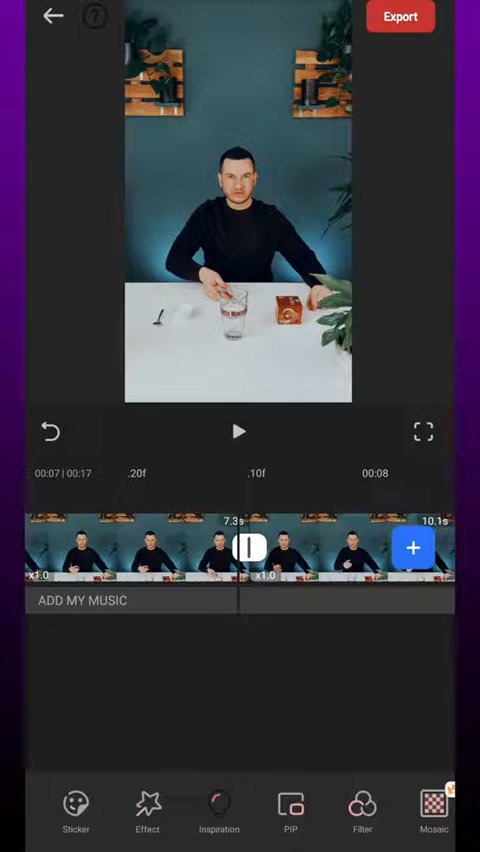 Export
00:07 | 00:17
.20f
.10f
00:08
7.3s
10.1s
x1.0
x1.0
ADD MY MUSIC
Sticker
Effect
Inspiration
PIP
Filter
Mosaic